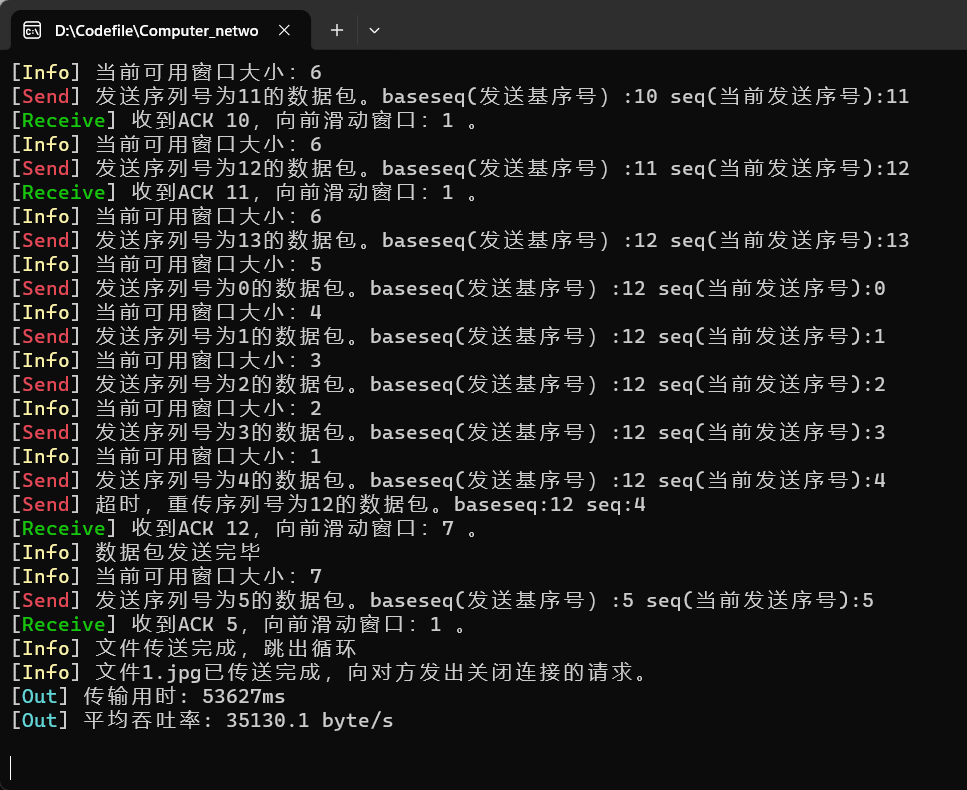 D:\Codefile\Computer_netwo
[Info] 当前可用窗口大小: 6
[Send] 发送序列号为11的数据包。baseseq(发送基序号) :10 seq(当前发送序号):11
[Receive] 收到ACK 10, 向前滑动窗口: 1 。
[Info] 当前可用窗口大小: 6
[Send] 发送序列号为12的数据包。baseseq(发送基序号) :11 seq(当前发送序号):12
[Receive] 收到ACK 11, 向前滑动窗口: 1 。
[Info] 当前可用窗口大小: 6
[Send] 发送序列号为13的数据包。baseseq(发送基序号) :12 seq(当前发送序号):13
[Info] 当前可用窗口大小: 5
[Send] 发送序列号为0的数据包。baseseq(发送基序号) :12 seq(当前发送序号):0
[Info] 当前可用窗口大小: 4
[Send] 发送序列号为1的数据包。baseseq(发送基序号) :12 seq(当前发送序号):1
[Info] 当前可用窗口大小: 3
[Send] 发送序列号为2的数据包。baseseq(发送基序号) :12 seq(当前发送序号):2
[Info] 当前可用窗口大小: 2
[Send] 发送序列号为3的数据包。baseseq(发送基序号) :12 seq(当前发送序号):3
[Info] 当前可用窗口大小: 1
[Send] 发送序列号为4的数据包。baseseq(发送基序号) :12 seq(当前发送序号):4
[Send] 超时, 重传序列号为12的数据包。baseseq:12 seq:4
[Receive] 收到ACK 12, 向前滑动窗口: 7 。
[Info] 数据包发送完毕
[Info] 当前可用窗口大小: 7
[Send] 发送序列号为5的数据包。baseseq(发送基序号) :5 seq(当前发送序号):5
[Receive] 收到ACK 5, 向前滑动窗口: 1 。
[Info] 文件传送完成, 跳出循环
[Info] 文件1.jpg已传送完成, 向对方发出关闭连接的请求。
[Out] 传输用时: 53627ms
[Out] 平均吞吐率: 35130.1 byte/s